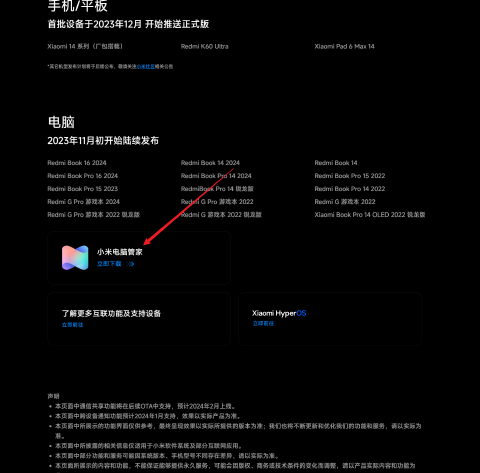 手机/平板
首批设备于2023年12月 开始推送正式版
Xiaomi 14 系列（广包搭载） Redmi K60 Ultra Xiaomi Pad 6 Max 14
*其它机型发布计划将于后续公布，敬请关注小米社区相关公告
电脑
2023年11月初开始陆续发布
Redmi Book 16 2024 Redmi Book 14 2024 Redmi Book 14
Redmi Book Pro 16 2024 Redmi Book Pro 14 2024 Redmi Book Pro 15 2022
Redmi Book Pro 15 2023 RedmiBook Pro 14 锐龙版 Redmi Book Pro 14 2022
Redmi G Pro 游戏本 2024 Redmi G Pro 游戏本 2022 Redmi G 游戏本 2022
Redmi G Pro 游戏本 2022 锐龙版 Redmi G 游戏本 2022 锐龙版 Xiaomi Book Pro 14 OLED 2022 锐龙版
小米电脑管家
立即下载
了解更多互联功能及支持设备
立即前往
Xiaomi HyperOS
立即前往
声明
本页面中通信共享功能将在后续OTA中支持，预计2024年2月上线。
本页面中跨设备通知功能预计2024年1月支持，效果以实际产品为准。
本页面中所展示的功能界面仅供参考，最终呈现效果以实际所提供的版本为准；我们也将不断更新和优化我们的功能和服务，请以实际为
准。
本页面中所披露的相关信息仅适用于小米软件系统及部分互联网应用。
本页面中部分功能和服务可能因系统版本、手机型号不同存在差异，请以实际为准。
本页面所展示的内容和功能，不能保证能够提供永久服务，可能会因版权、商务或技术条件的变化而调整，请以产品实际内容和功能为